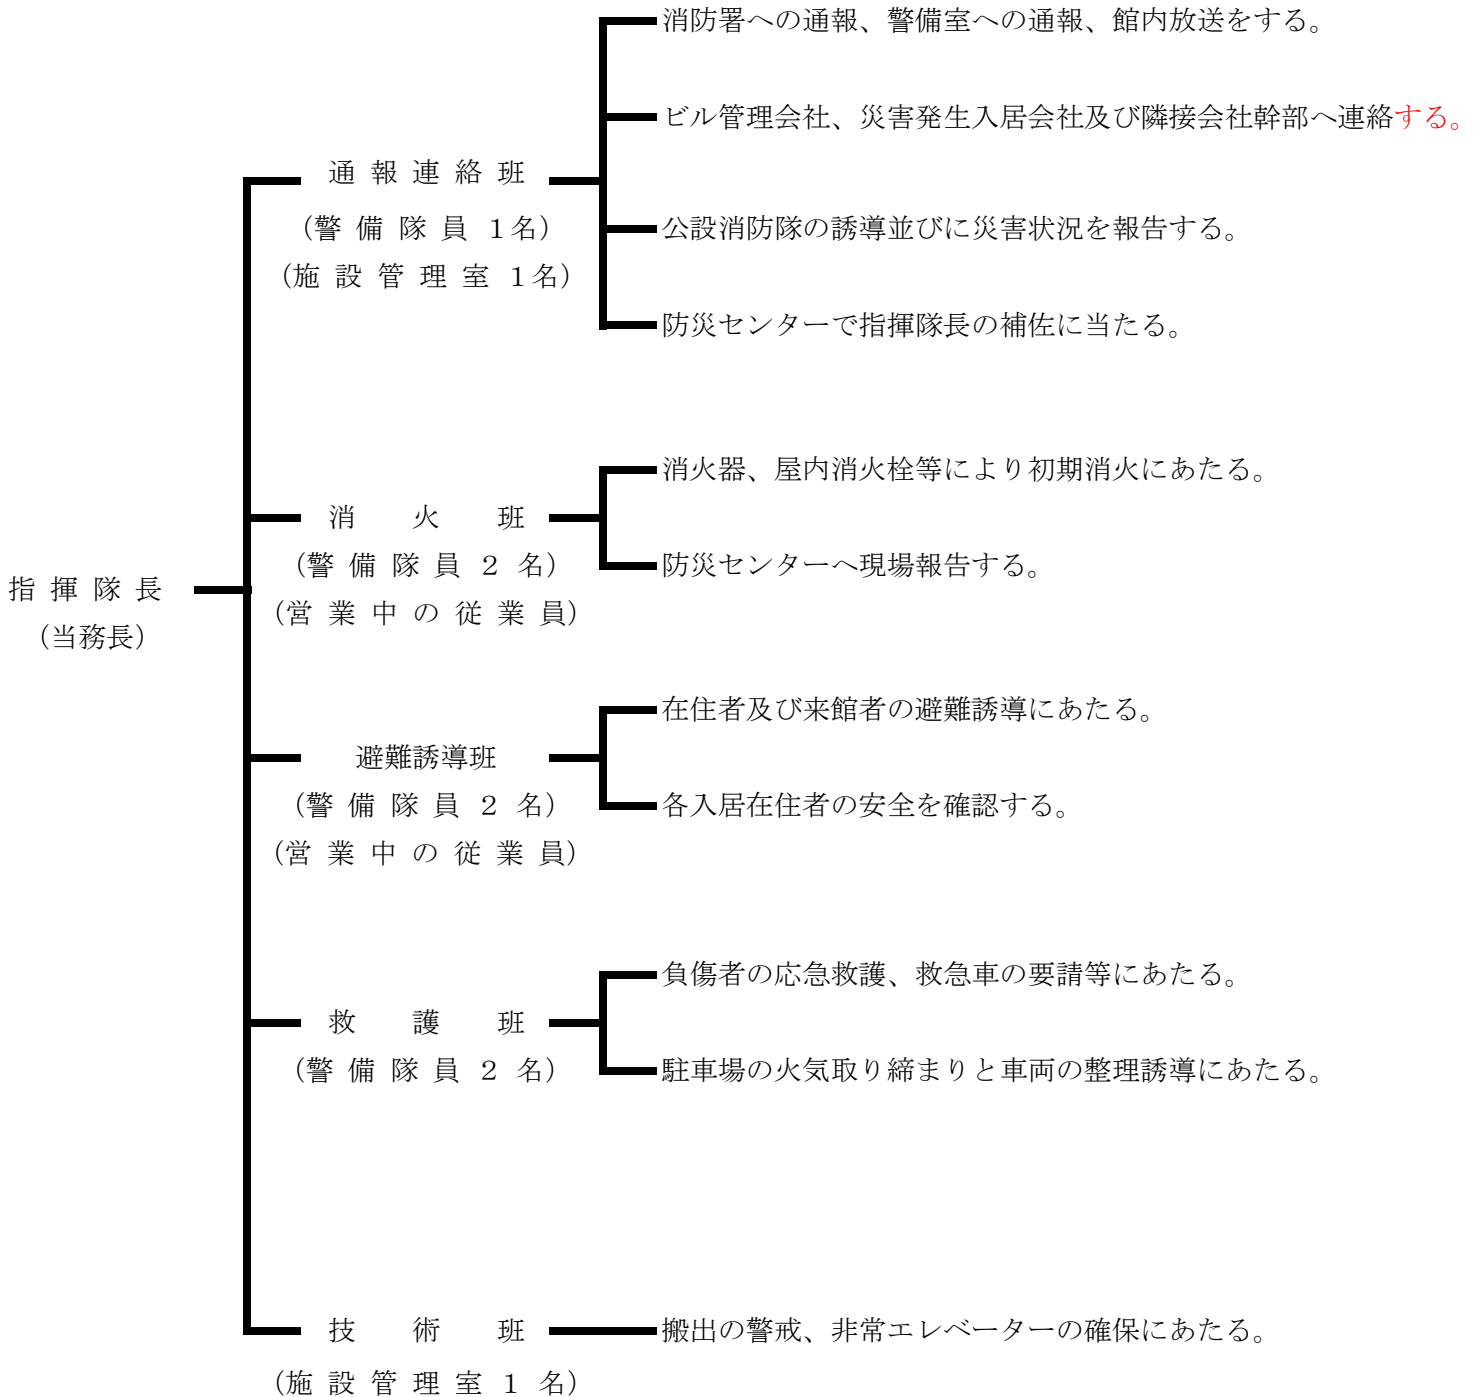 消防署への通報、警備室への通報、館内放送をする。
ビル管理会社、災害発生入居会社及び隣接会社幹部へ連絡する。
通 報 連 絡 班
（警 備 隊 員 １名）
（施 設 管 理 室 １名）
公設消防隊の誘導並びに災害状況を報告する。
防災センターで指揮隊長の補佐に当たる。
消火器、屋内消火栓等により初期消火にあたる。
消 火 班
（警 備 隊 員 ２ 名）
（営 業 中 の 従 業 員）
防災センターへ現場報告する。
指 揮 隊 長
（当務長）
在住者及び来館者の避難誘導にあたる。
避難誘導班
（警 備 隊 員 ２ 名）
（営 業 中 の 従 業 員）
各入居在住者の安全を確認する。
負傷者の応急救護、救急車の要請等にあたる。
救 護 班
（警 備 隊 員 ２ 名）
駐車場の火気取り締まりと車両の整理誘導にあたる。
技 術 班
搬出の警戒、非常エレベーターの確保にあたる。
（施 設 管 理 室 １ 名）